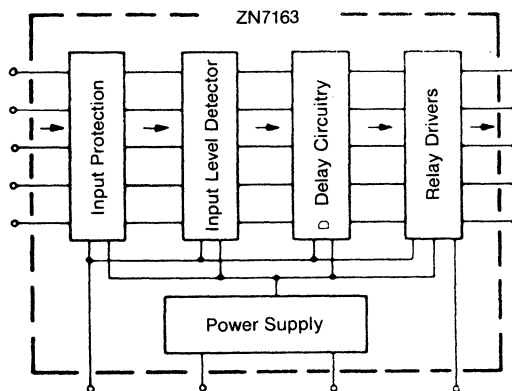 ZN7163
Input Protection
Input Level Detector
D Delay Circuitry
Relay Drivers
Power Supply